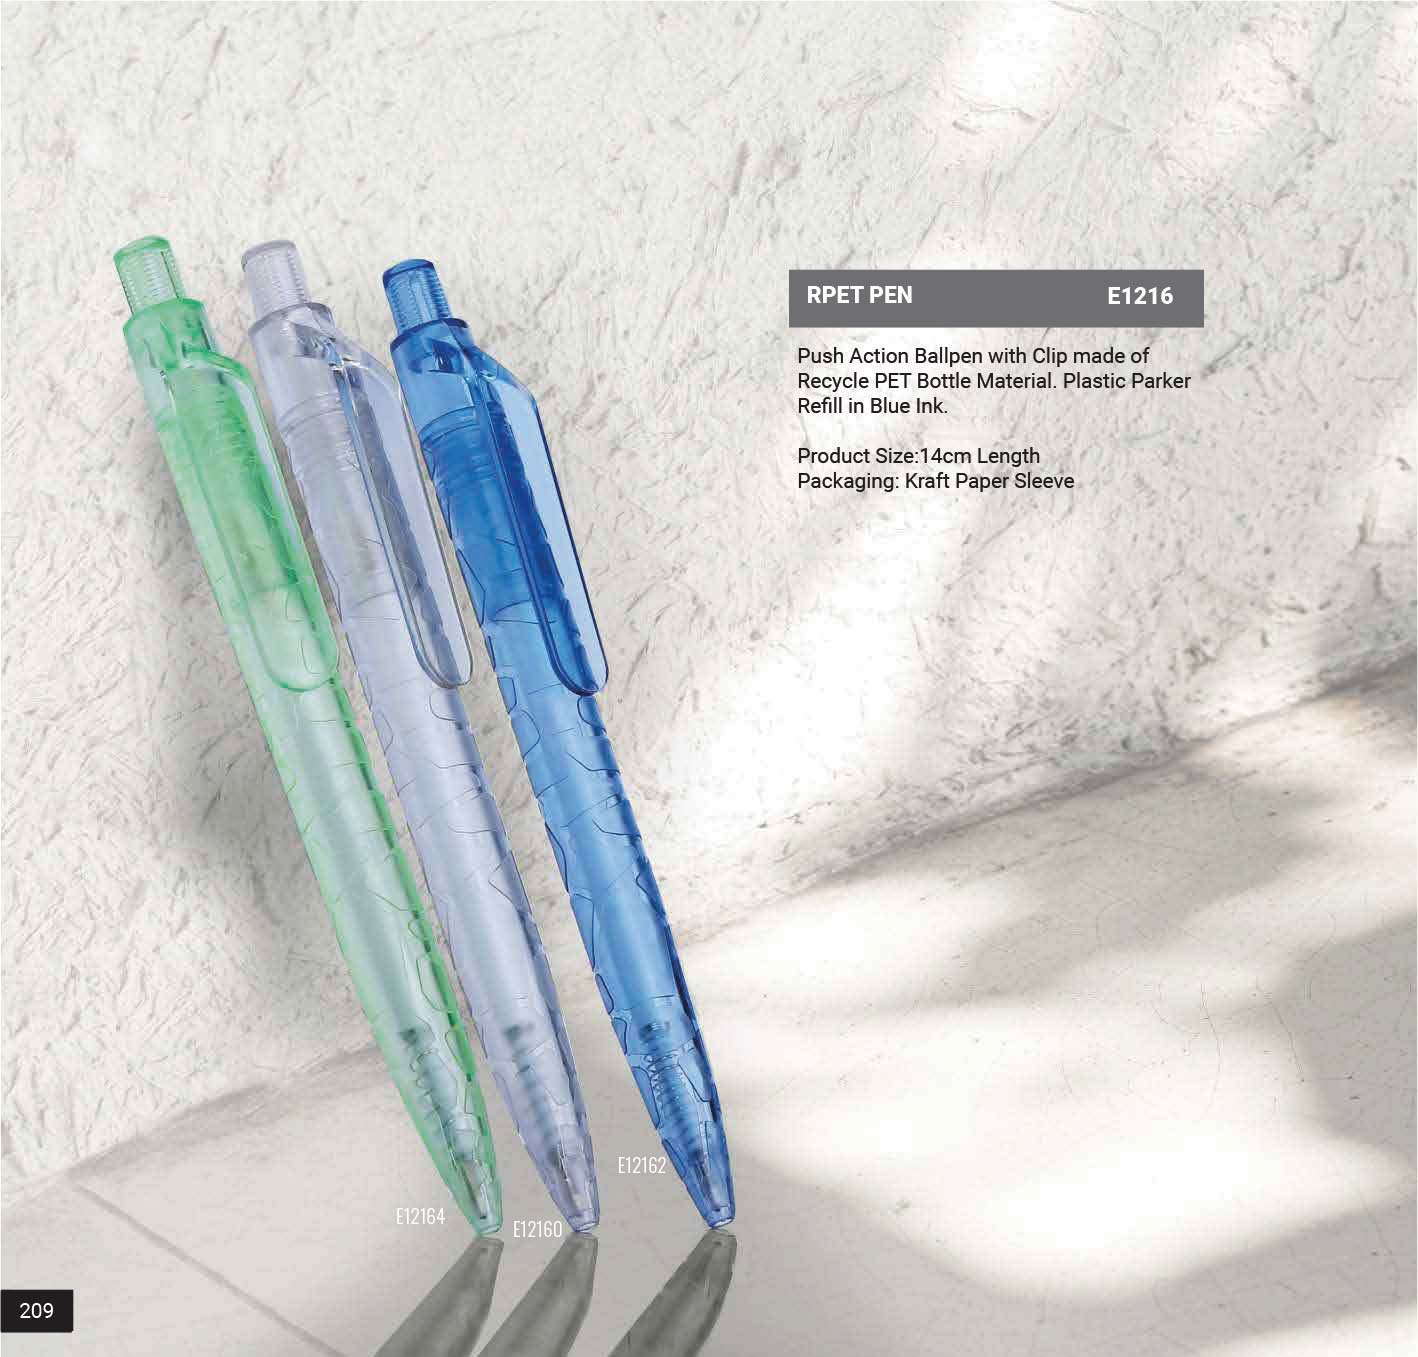 RPET PEN E1216
Push Action Ballpen with Clip made of
Recycle PET Bottle Material. Plastic Parker
Refill in Blue Ink.
Product Size:14cm Length
Packaging: Kraft Paper Sleeve
E12162
E12164
E12160
209